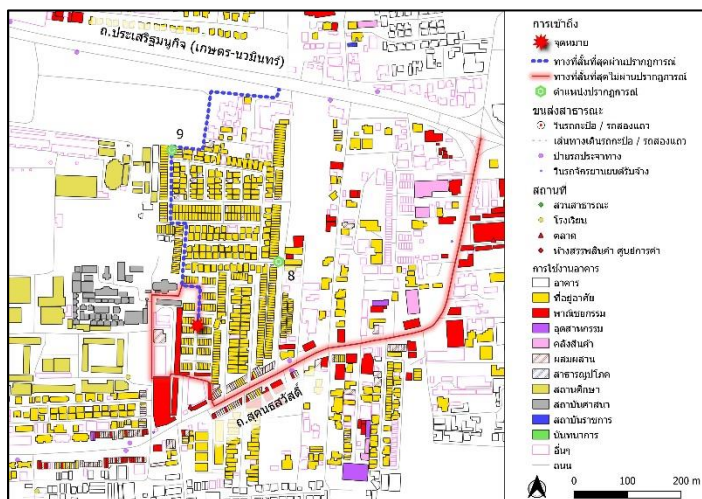 ถ.ประเสริฐมนูกิจ (เกษตร-นวมินทร์)
9
8
ถ.สุคนธสวัสดิ์
การเข้าถึง
จุดหมาย
ทางที่สั้นที่สุดผ่านปรากฏการณ์
ทางที่สั้นที่สุดไม่ผ่านปรากฏการณ์
ตำแหน่งปรากฏการณ์
ขนส่งสาธารณะ
วินรถกะป๊อ / รถสองแถว
เส้นทางเดินรถกะป๊อ / รถสองแถว
ป้ายรถประจำทาง
วินรถจักรยานยนต์รับจ้าง
สถานที่
สวนสาธารณะ
โรงเรียน
ตลาด
ห้างสรรพสินค้า ศูนย์การค้า
การใช้งานอาคาร
อาคาร
ที่อยู่อาศัย
พาณิชยกรรม
อุตสาหกรรม
คลังสินค้า
ผสมผสาน
สาธารณูปโภค
สถานศึกษา
สถาบันศาสนา
สถาบันราชการ
นันทนาการ
อื่นๆ
ถนน
0 100 200 m